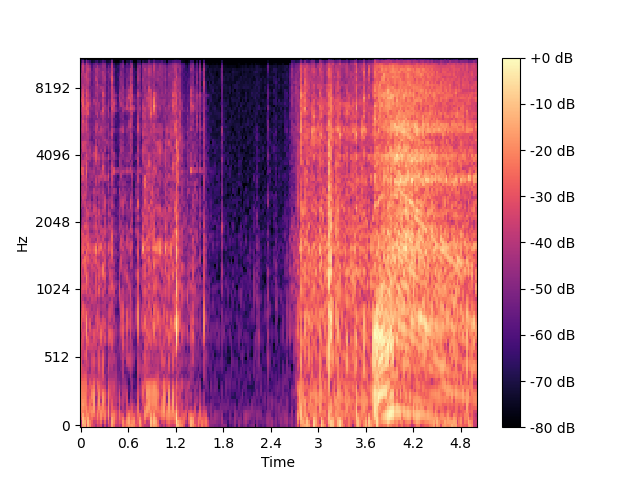 +0 dB
8192
-10 dB
4096
-20 dB
-30 dB
2048
-40 dB
Hz
1024
-50 dB
512
-60 dB
-70 dB
0
-80 dB
0 0.6 1.2 1.8 2.4 3 3.6 4.2 4.8
Time